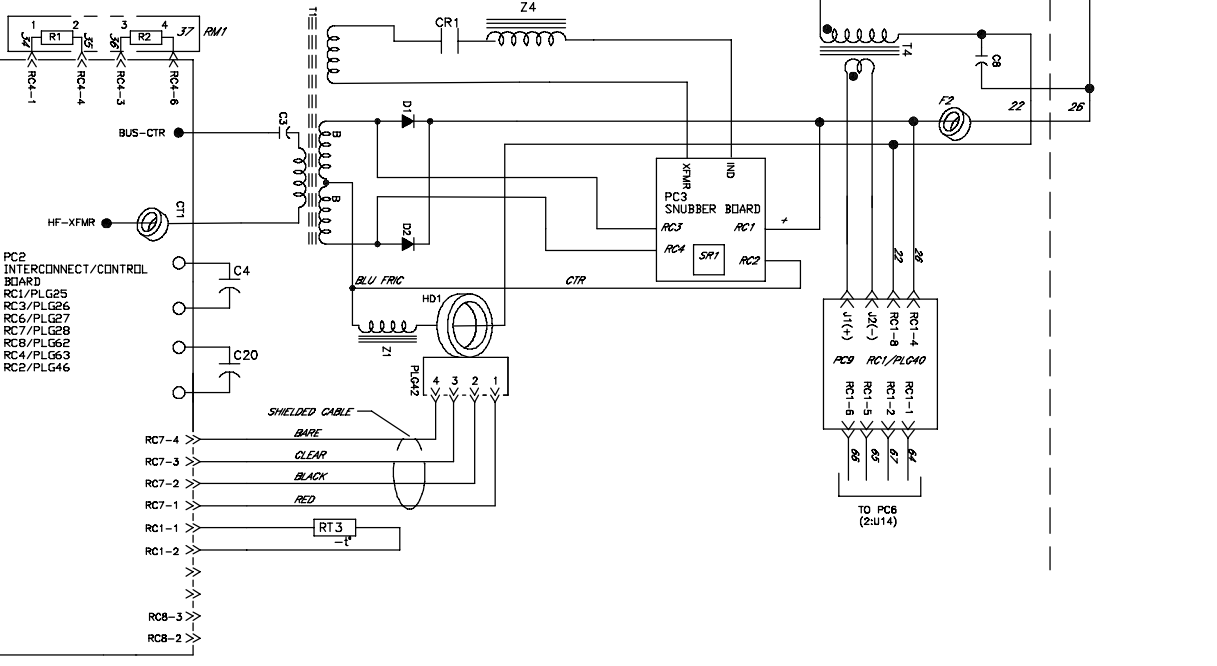 1 2 3 4 37 RM1
R1 R2
34 35 36
RC4-1 RC4-4 RC4-3 RC4-6
T1
CR1
Z4
T4
C8
F2
22
26
BUS-CTR
C3
B
B
D1
D2
HF-XFMR
CT1
XFMR IND
PC3
SNUBBER BOARD
RC3 RC1 +
RC4 RC2
SR1
PC2
INTERCONNECT/CONTROL
BOARD
RC1/PLG25
RC3/PLG26
RC6/PLG27
RC7/PLG28
RC8/PLG62
RC4/PLG63
RC2/PLG46
C4
C20
BLU FRIC CTR
HD1
Z1
PLG42
4 3 2 1
SHIELDED CABLE
RC7-4 BARE
RC7-3 CLEAR
RC7-2 BLACK
RC7-1 RED
RC1-1 RT3
-t°
RC1-2
RC8-3
RC8-2
22 26
J1(+) J2(-) RC1-8 RC1-4
PC9 RC1/PLG40
RC1-6 RC1-5 RC1-2 RC1-1
66 65 67 64
TO PC6
(2:U14)